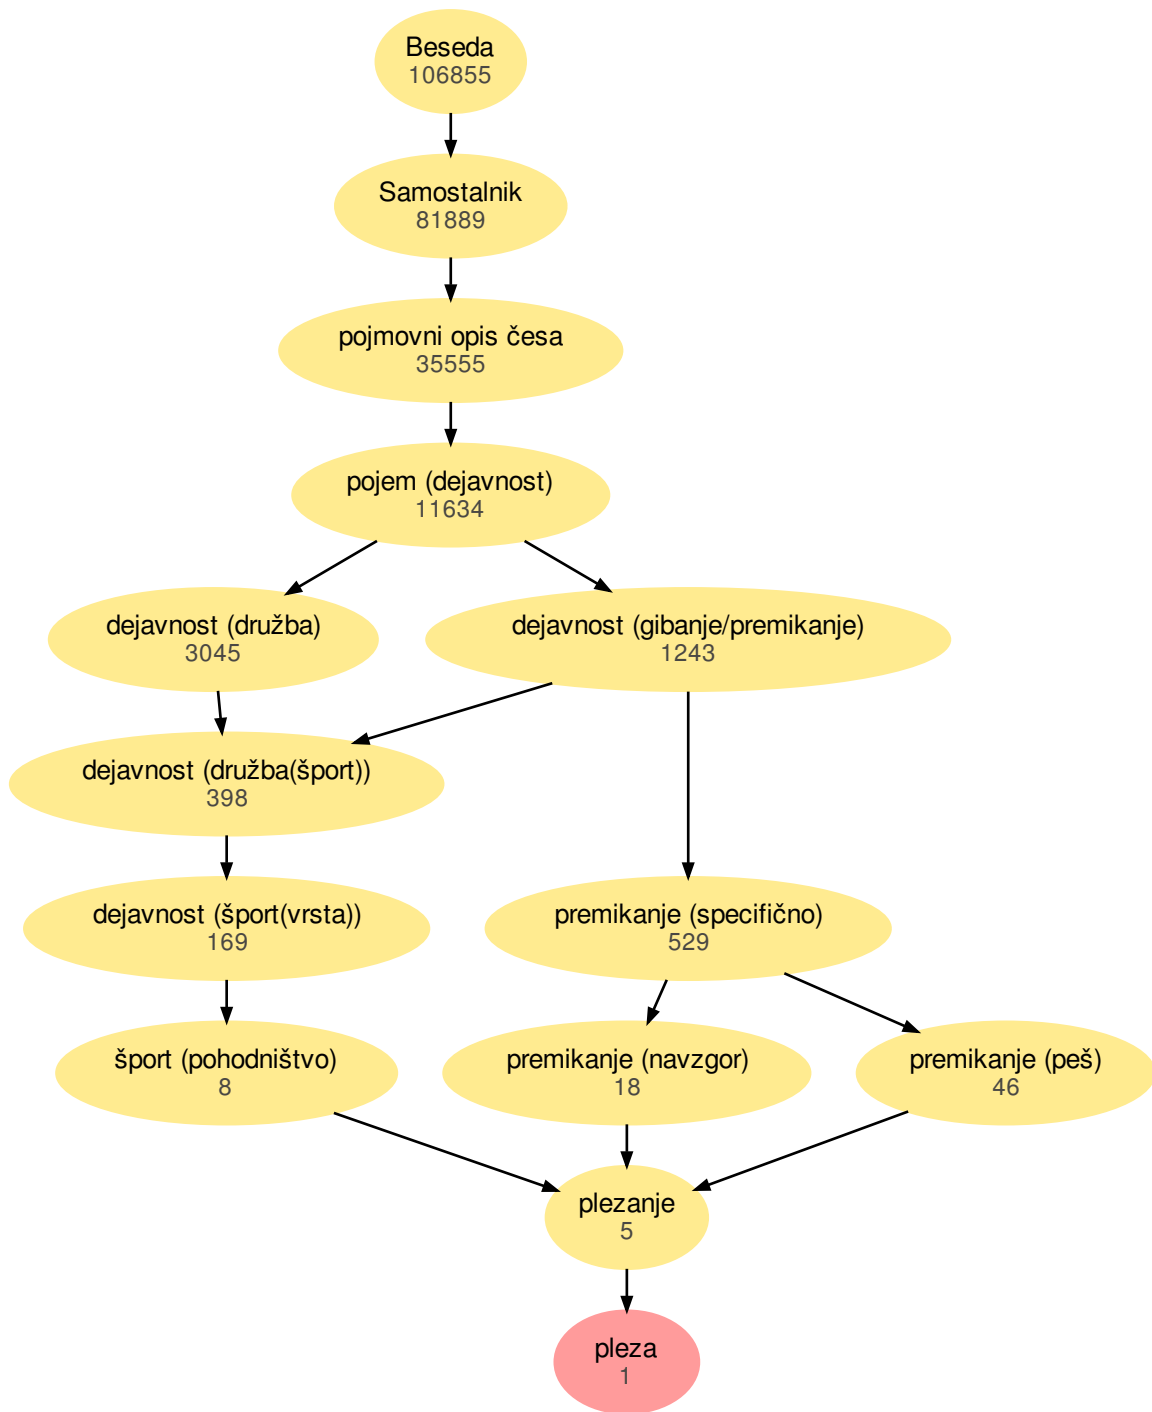 Beseda
106855
Samostalnik
81889
pojmovni opis česa
35555
pojem (dejavnost)
11634
dejavnost (družba)
3045
dejavnost (gibanje/premikanje)
1243
dejavnost (družba(šport))
398
dejavnost (šport(vrsta))
169
premikanje (specifično)
529
šport (pohodništvo)
8
premikanje (navzgor)
18
premikanje (peš)
46
plezanje
5
pleza
1